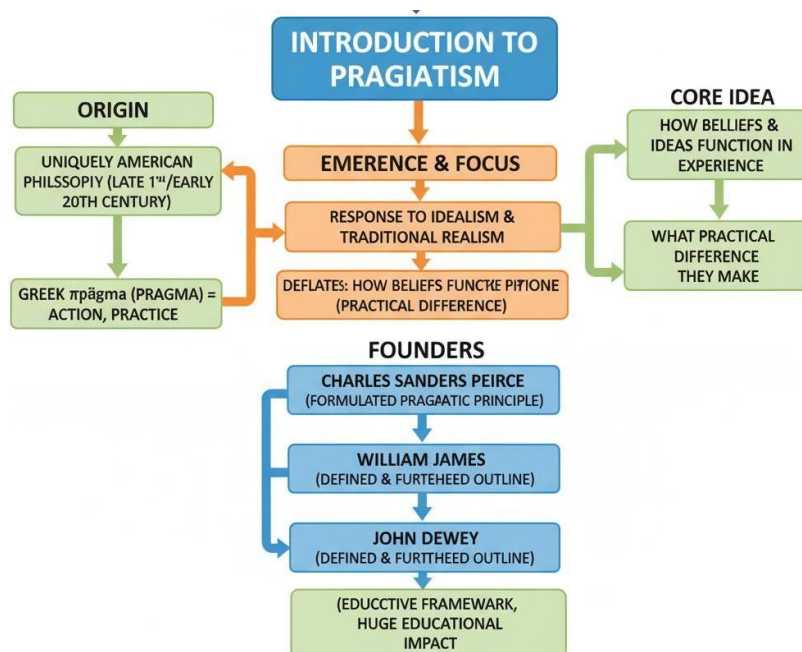 INTRODUCTION TO
PRAGIATISM
ORIGIN
UNIQUELY AMERICAN
PHILSSOPIY (LATE 1 /EARLY
20TH CENTURY)
GREEK πρägma (PRAGMA) =
ACTION, PRACTICE
EMERENCE & FOCUS
RESPONSE TO IDEALISM &
TRADITIONAL REALISM
DEFLATES: HOW BELIEFS
(PRACTICAL DIFFERENCE)
CORE IDEA
HOW BELLIEFS &
IDEAS FUNCTION IN
EXPERIENCE
WHAT PRACTICAL
DIFFERENCE
THEY MAKE
FOUNDERS
CHARLES SANDERS PEIRCE
(FORMULATED PRAGAATIC PRINCIPLE)
WILLIAM JAMES
(DEFINED & FURTEHEED OUTLINE)
JOHN DEWEY
(DEFINED & FURTTHEED OUTLINE)
(EDUCCTIVE FRAMEWORK,
HUGE EDUCATIONAL
IMPACT